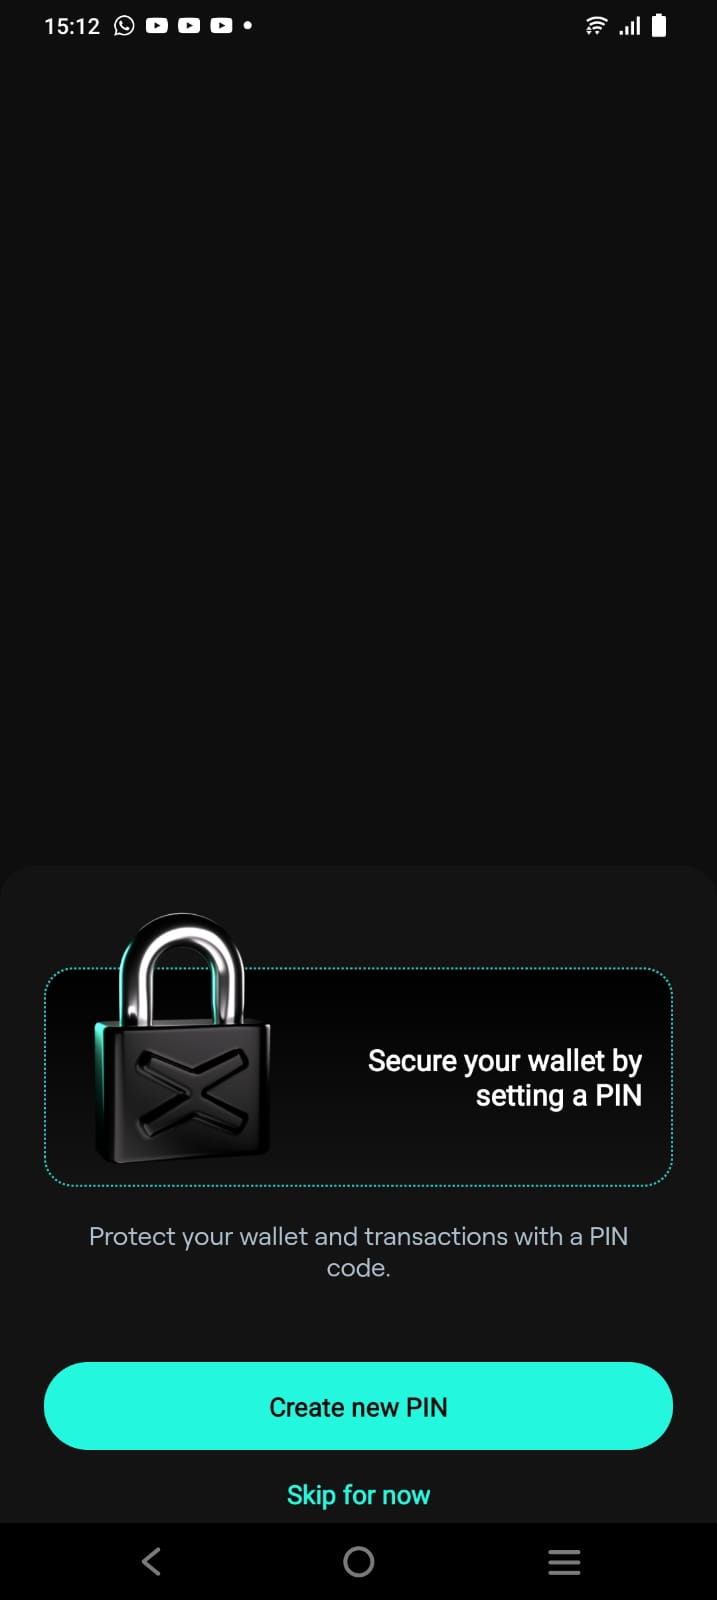 15:12
Secure your wallet by
setting a PIN
Protect your wallet and transactions with a PIN
code.
Create new PIN
Skip for now